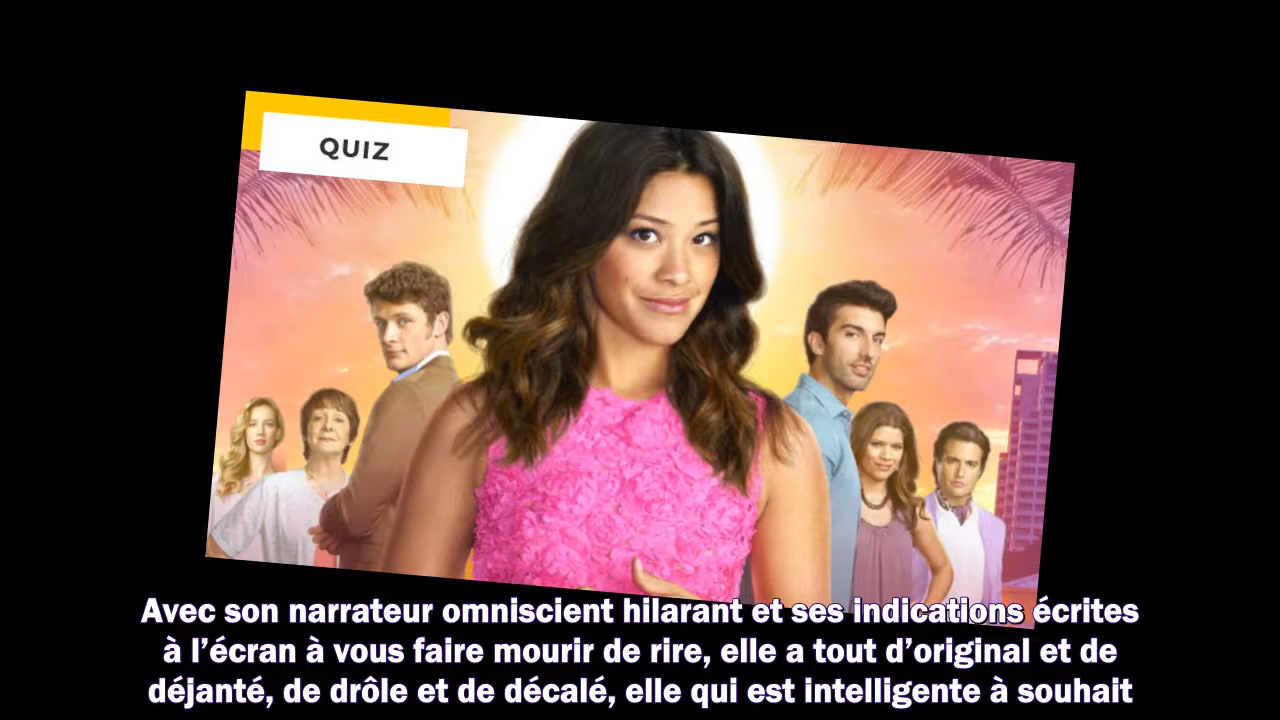 QUIZ
Avec son narrateur omniscient hilarant et ses indications écrites
à l’écran à vous faire mourir de rire, elle a tout d’original et de
déjanté, de drôle et de décalé, elle qui est intelligente à souhait